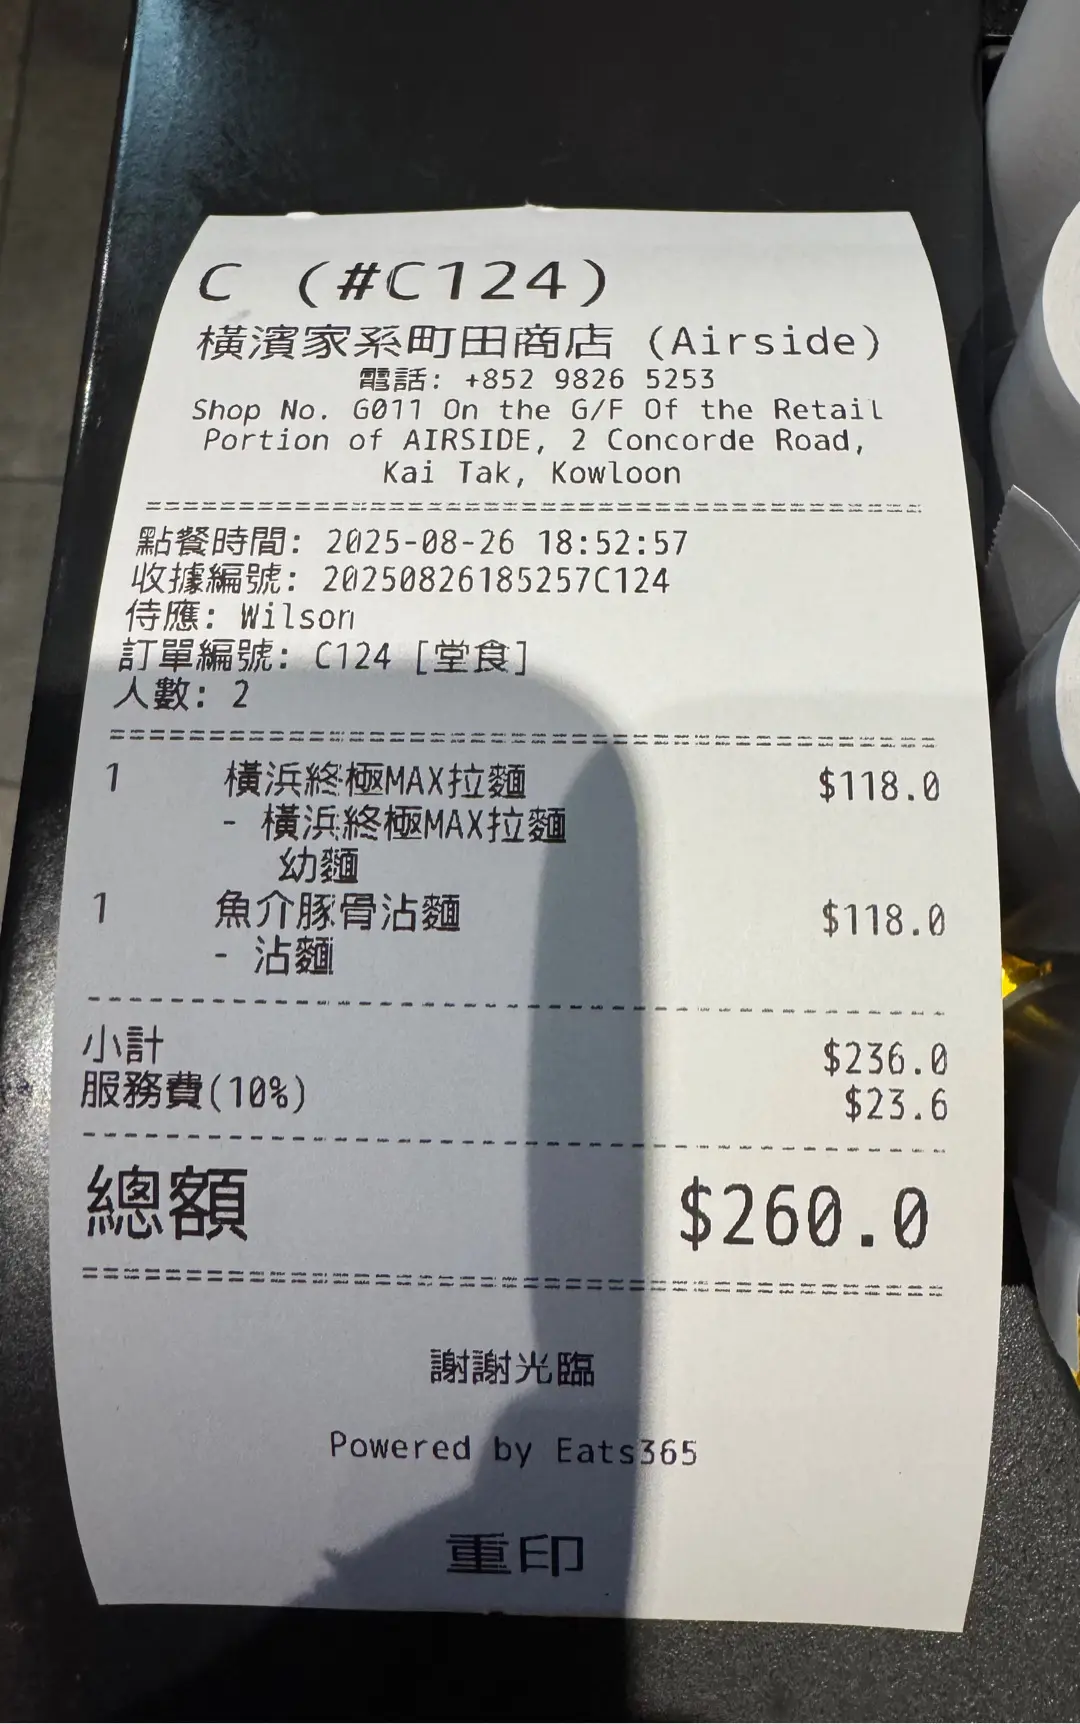 C (#C124)
橫濱家系町田商店 (Airside)
電話: +852 9826 5253
Shop No. G011 On the G/F Of the Retail
Portion of AIRSIDE, 2 Concorde Road,
Kai Tak, Kowloon
點餐時間: 2025-08-26 18:52:57
收據編號: 20250826185257C124
侍應: Wilson
訂單編號: C124 [堂食]
人數: 2
1 橫浜終極MAX拉麵 $118.0
- 橫浜終極MAX拉麵
幼麵
1 魚介豚骨沾麵 $118.0
- 沾麵
小計 $236.0
服務費(10%) $23.6
總額 $260.0
謝謝光臨
Powered by Eats365
重印